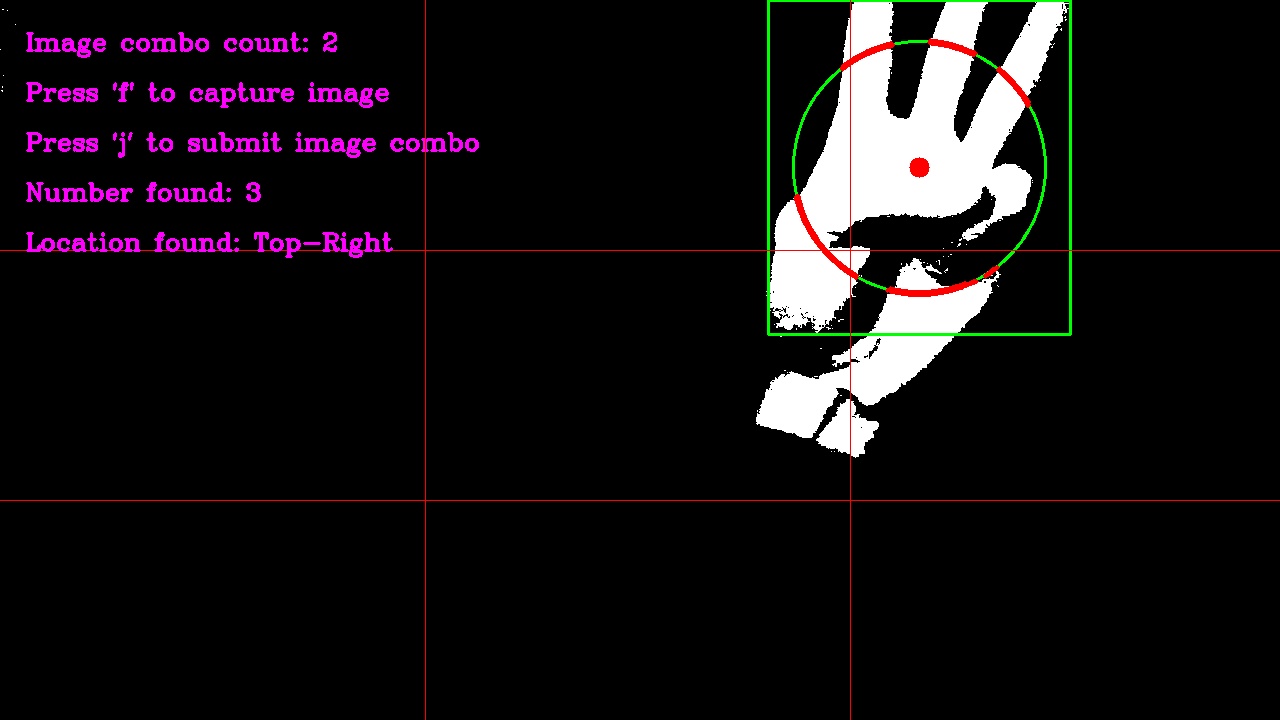 Image combo count: 2
Press 'f' to capture image
Press 'j' to submit image combo
Number found: 3
Location found: Top-Right